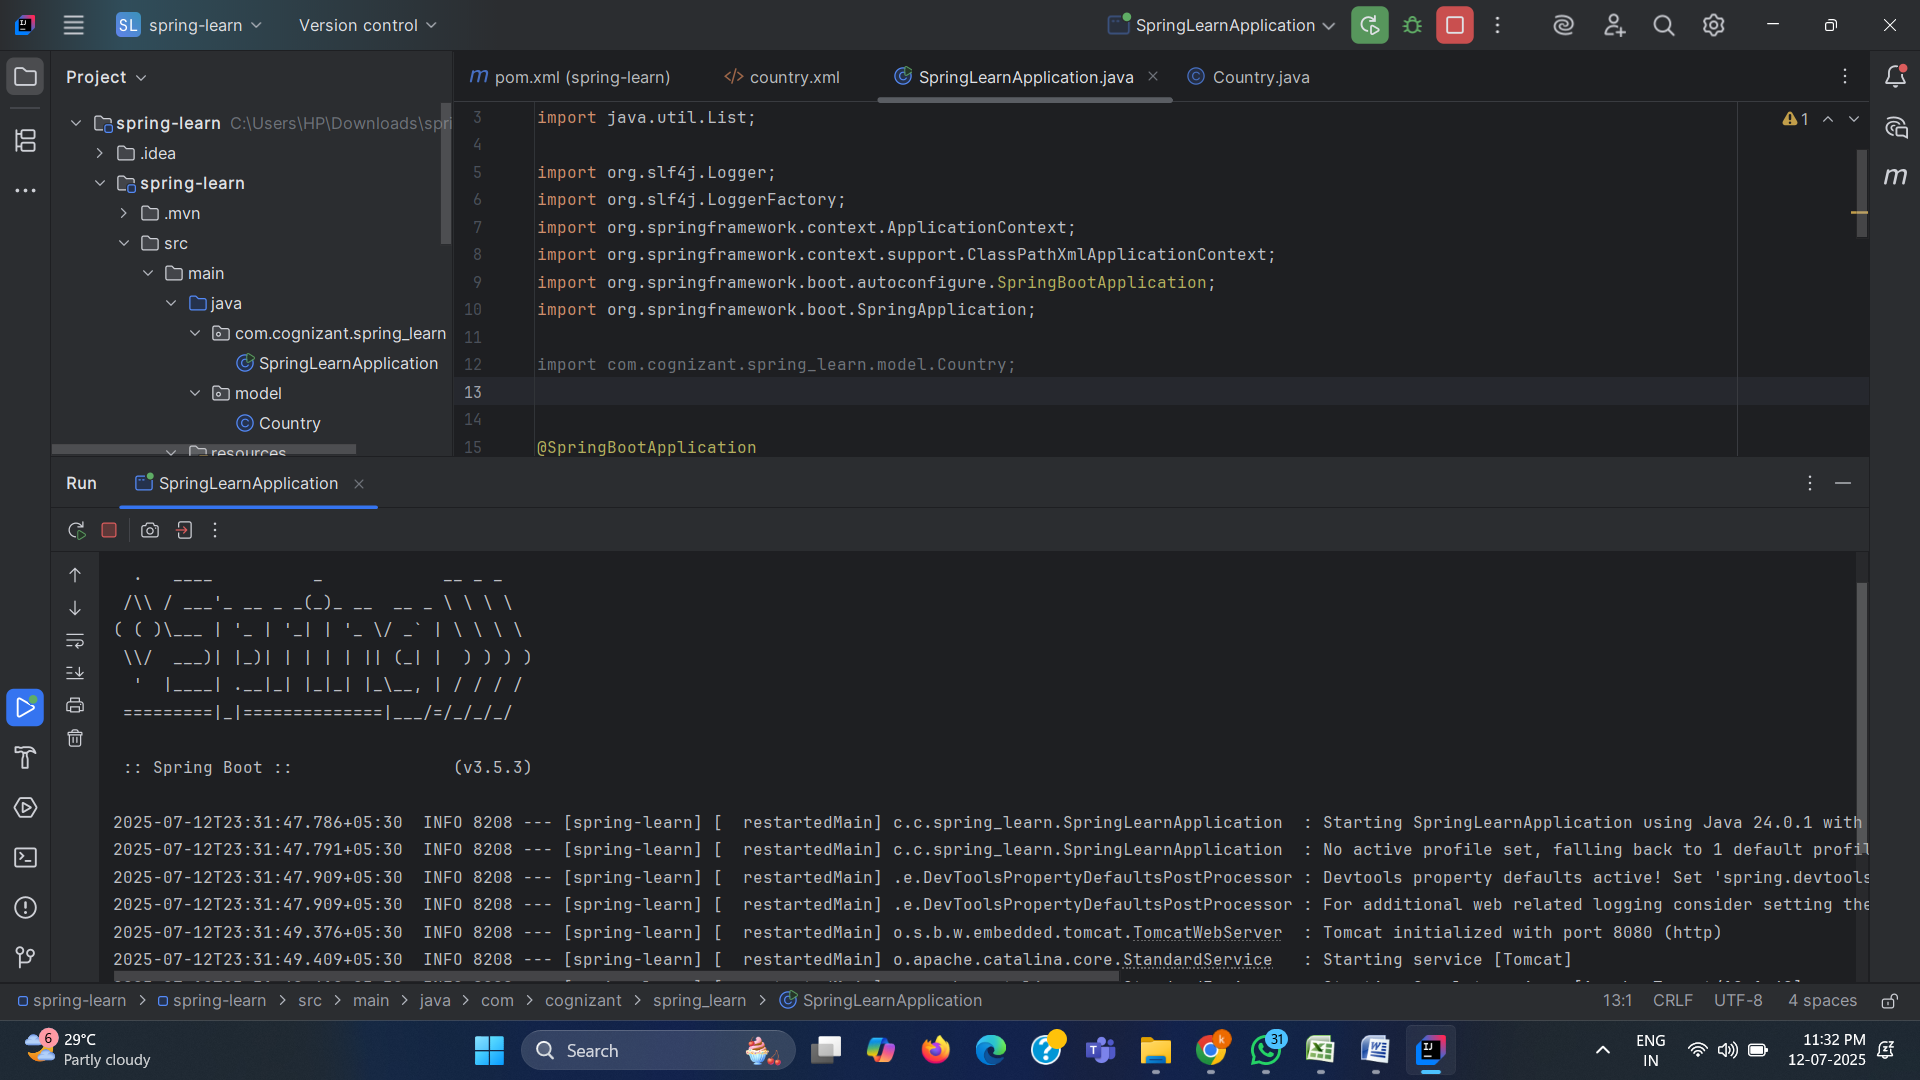 SL spring-learn Version control SpringLearnApplication
Project
pom.xml (spring-learn) country.xml SpringLearnApplication.java Country.java
spring-learn C:\Users\HP\Downloads\spri
.idea
spring-learn
.mvn
src
main
java
com.cognizant.spring_learn
SpringLearnApplication
model
Country
resources
1
3 import java.util.List;
4
5 import org.slf4j.Logger;
6 import org.slf4j.LoggerFactory;
7 import org.springframework.context.ApplicationContext;
8 import org.springframework.context.support.ClassPathXmlApplicationContext;
9 import org.springframework.boot.autoconfigure.SpringBootApplication;
10 import org.springframework.boot.SpringApplication;
11
12 import com.cognizant.spring_learn.model.Country;
13
14
15 @SpringBootApplication
Run SpringLearnApplication
:: Spring Boot :: (v3.5.3)
2025-07-12T23:31:47.786+05:30 INFO 8208 --- [spring-learn] [ restartedMain] c.c.spring_learn.SpringLearnApplication : Starting SpringLearnApplication using Java 24.0.1 with
2025-07-12T23:31:47.791+05:30 INFO 8208 --- [spring-learn] [ restartedMain] c.c.spring_learn.SpringLearnApplication : No active profile set, falling back to 1 default profil
2025-07-12T23:31:47.909+05:30 INFO 8208 --- [spring-learn] [ restartedMain] .e.DevToolsPropertyDefaultsPostProcessor : Devtools property defaults active! Set 'spring.devtools
2025-07-12T23:31:47.909+05:30 INFO 8208 --- [spring-learn] [ restartedMain] .e.DevToolsPropertyDefaultsPostProcessor : For additional web related logging consider setting the
2025-07-12T23:31:49.376+05:30 INFO 8208 --- [spring-learn] [ restartedMain] o.s.b.w.embedded.tomcat.TomcatWebServer : Tomcat initialized with port 8080 (http)
2025-07-12T23:31:49.409+05:30 INFO 8208 --- [spring-learn] [ restartedMain] o.apache.catalina.core.StandardService : Starting service [Tomcat]
spring-learn > spring-learn > src > main > java > com > cognizant > spring_learn > SpringLearnApplication 13:1 CRLF UTF-8 4 spaces
6 29°C
Partly cloudy
Search
31
ENG
IN
11:32 PM
12-07-2025